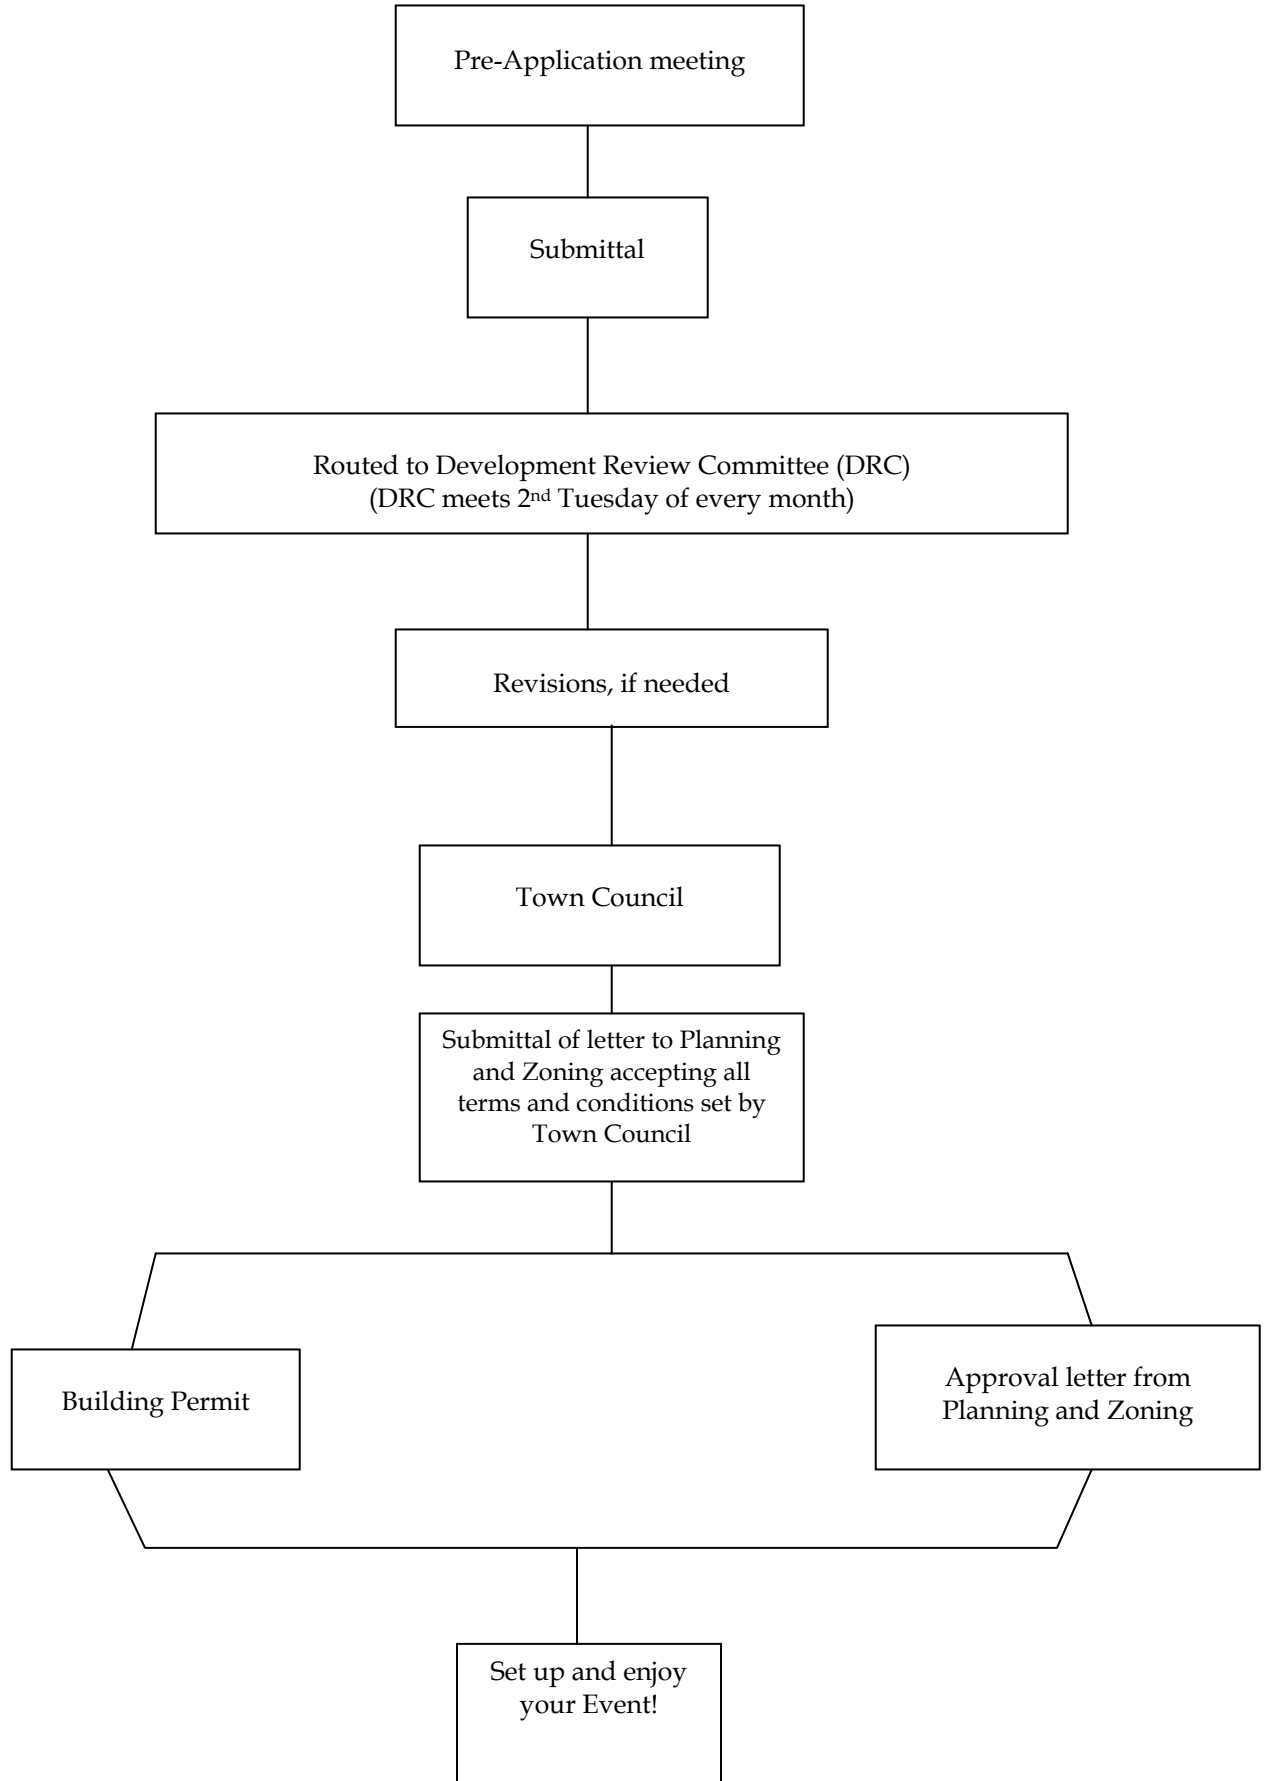 Pre-Application meeting
Submittal
Routed to Development Review Committee (DRC)
(DRC meets 2nd Tuesday of every month)
Revisions, if needed
Town Council
Submittal of letter to Planning
and Zoning accepting all
terms and conditions set by
Town Council
Building Permit
Approval letter from
Planning and Zoning
Set up and enjoy
your Event!